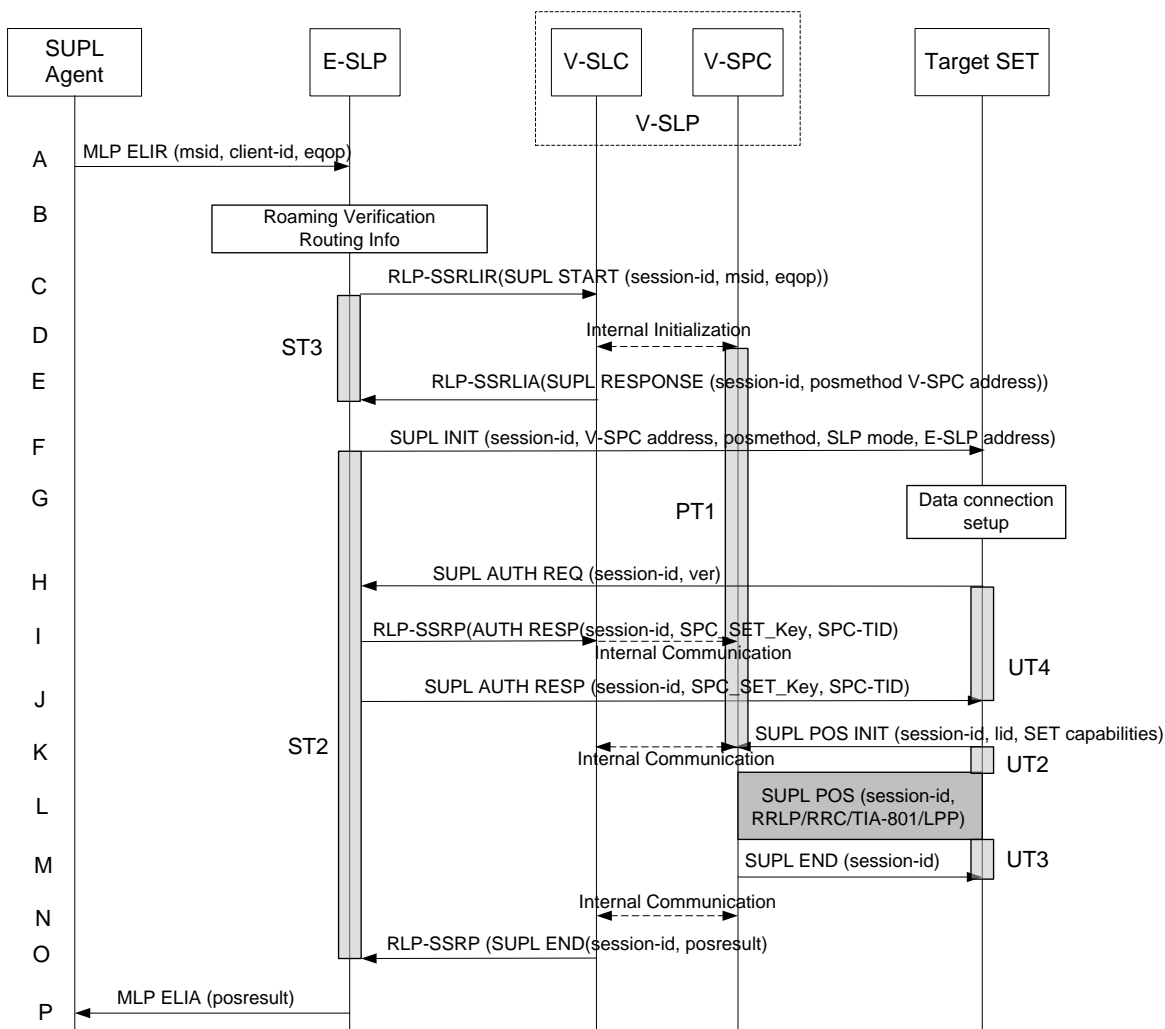 SUPL
Agent
E-SLP
V-SLC
V-SPC
Target SET
V-SLP
A
MLP ELIR (msid, client-id, eqop)
B
Roaming Verification
Routing Info
C
RLP-SSRLIR(SUPL START (session-id, msid, eqop))
D
Internal Initialization
ST3
E
RLP-SSRLIA(SUPL RESPONSE (session-id, posmethod V-SPC address))
F
SUPL INIT (session-id, V-SPC address, posmethod, SLP mode, E-SLP address)
G
PT1
Data connection
setup
H
SUPL AUTH REQ (session-id, ver)
I
RLP-SSRP(AUTH RESP(session-id, SPC_SET_Key, SPC-TID)
Internal Communication
UT4
J
SUPL AUTH RESP (session-id, SPC_SET_Key, SPC-TID)
ST2
K
SUPL POS INIT (session-id, lid, SET capabilities)
Internal Communication
UT2
L
SUPL POS (session-id,
RRLP/RRC/TIA-801/LPP)
M
SUPL END (session-id)
UT3
N
Internal Communication
O
RLP-SSRP (SUPL END(session-id, posresult)
P
MLP ELIA (posresult)